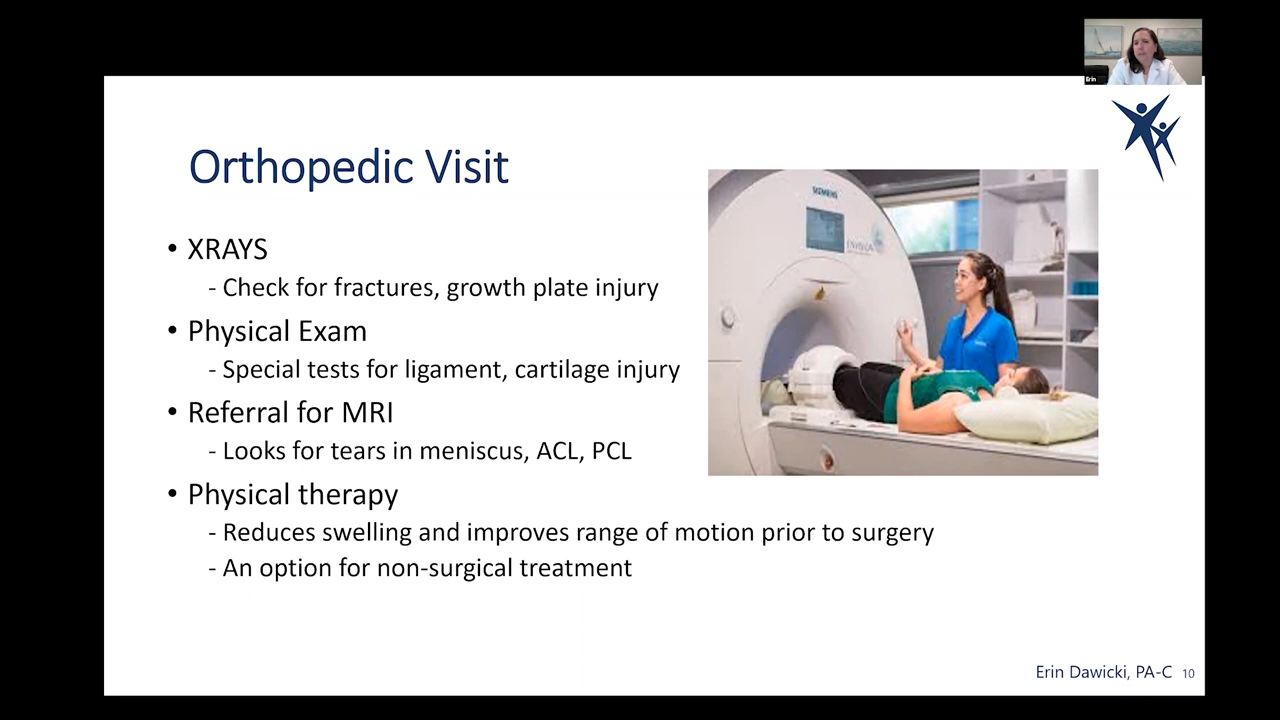 Erin
Orthopedic Visit
SIEMENS
• XRAYS
- Check for fractures, growth plate injury
• Physical Exam
- Special tests for ligament, cartilage injury
• Referral for MRI
- Looks for tears in meniscus, ACL, PCL
• Physical therapy
- Reduces swelling and improves range of motion prior to surgery
- An option for non-surgical treatment
Erin Dawicki, PA-C 10